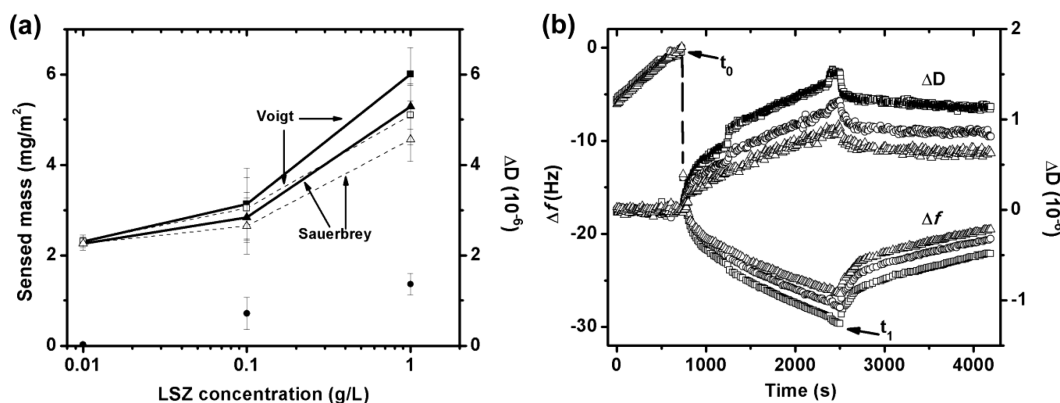 (a)
Sensed mass (mg/m²)
6
4
2
0
Voigt
Sauerbrey
6
4
2
0
ΔD (10⁻⁶)
0.01
0.1
1
LSZ concentration (g/L)
(b)
Δf (Hz)
0
-10
-20
-30
t₀
ΔD
Δf
t₁
2
1
0
-1
ΔD (10⁻⁶)
0
1000
2000
3000
4000
Time (s)